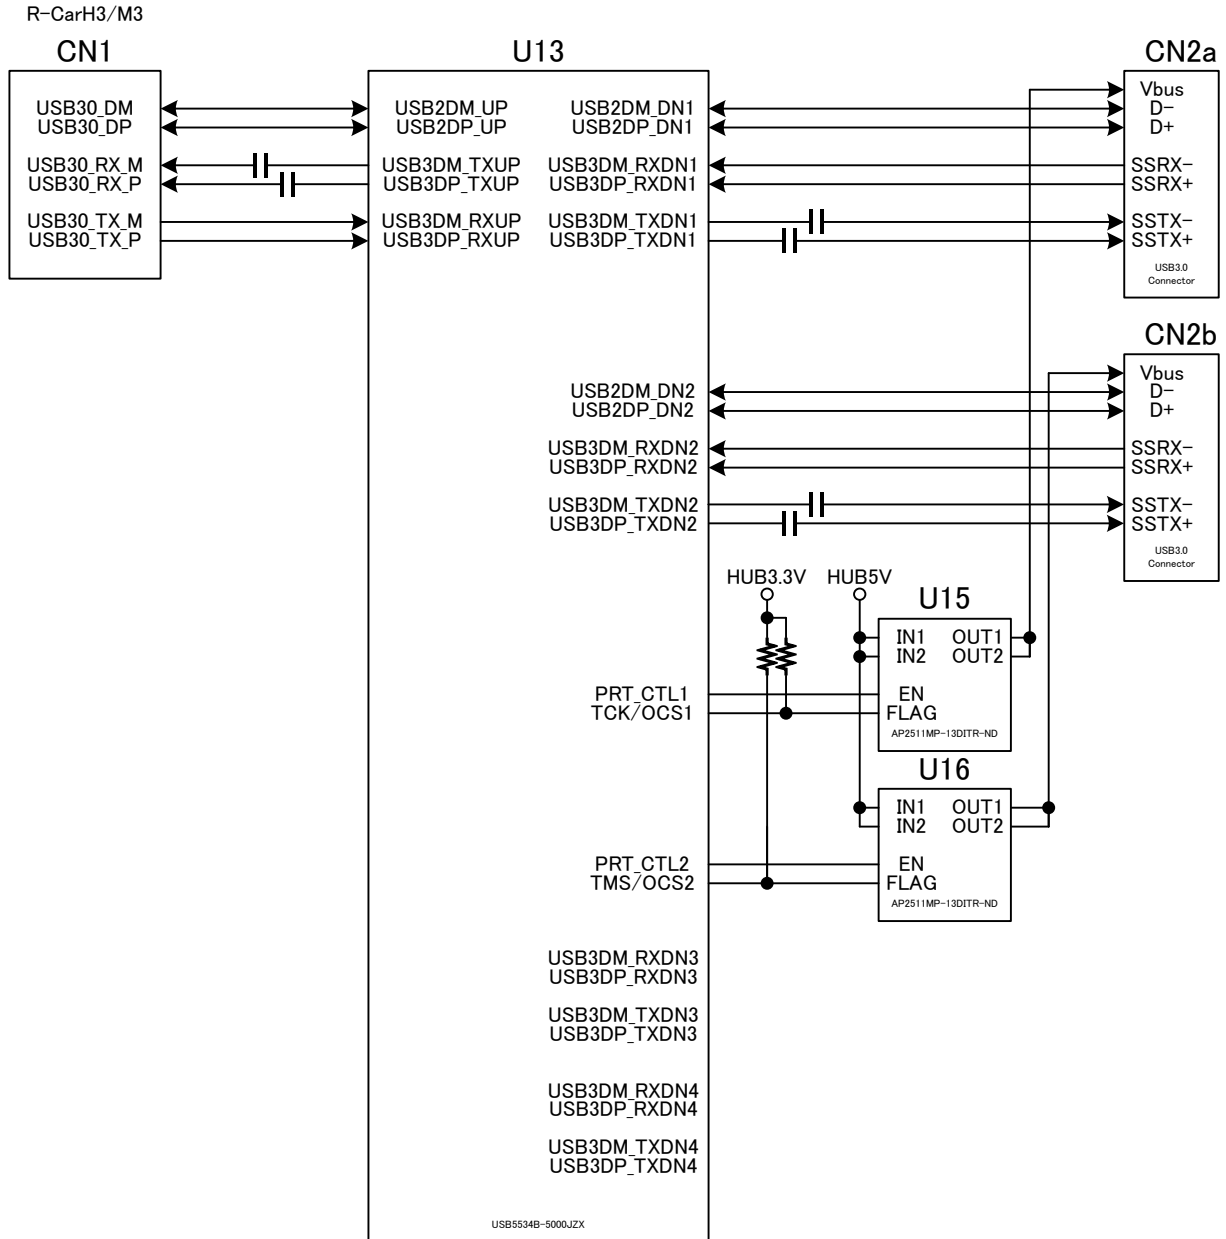 R-CarH3/M3
CN1
USB30_DM
USB30_DP
USB30_RX_M
USB30_RX_P
USB30_TX_M
USB30_TX_P
U13
USB2DM_UP
USB2DP_UP
USB3DM_TXUP
USB3DP_TXUP
USB3DM_RXUP
USB3DP_RXUP
USB2DM_DN1
USB2DP_DN1
USB3DM_RXDN1
USB3DP_RXDN1
USB3DM_TXDN1
USB3DP_TXDN1
USB2DM_DN2
USB2DP_DN2
USB3DM_RXDN2
USB3DP_RXDN2
USB3DM_TXDN2
USB3DP_TXDN2
PRT_CTL1
TCK/OCS1
PRT_CTL2
TMS/OCS2
USB3DM_RXDN3
USB3DP_RXDN3
USB3DM_TXDN3
USB3DP_TXDN3
USB3DM_RXDN4
USB3DP_RXDN4
USB3DM_TXDN4
USB3DP_TXDN4
USB5534B-5000JZX
CN2a
Vbus
D-
D+
SSRX-
SSRX+
SSTX-
SSTX+
USB3.0
Connector
CN2b
Vbus
D-
D+
SSRX-
SSRX+
SSTX-
SSTX+
USB3.0
Connector
HUB3.3V
HUB5V
U15
IN1 OUT1
IN2 OUT2
EN
FLAG
AP2511MP-13DITR-ND
U16
IN1 OUT1
IN2 OUT2
EN
FLAG
AP2511MP-13DITR-ND